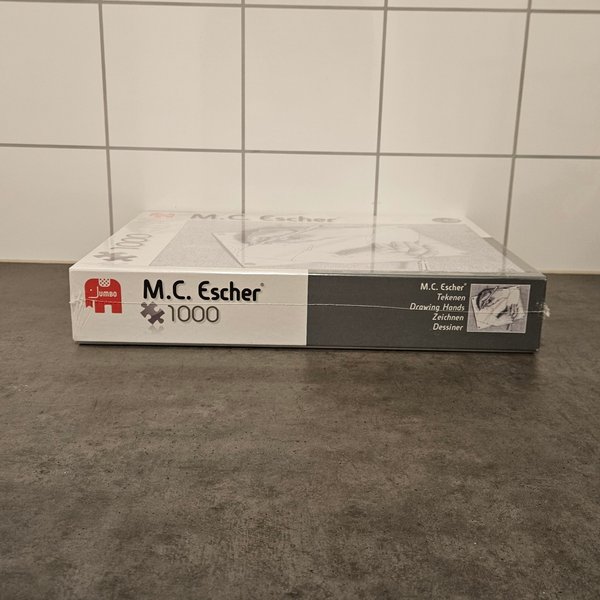 M.C. Escher
1000
JUMBO
M.C. Escher®
1000
M.C. Escher®
Tekenen
Drawing Hands
Zeichnen
Dessiner